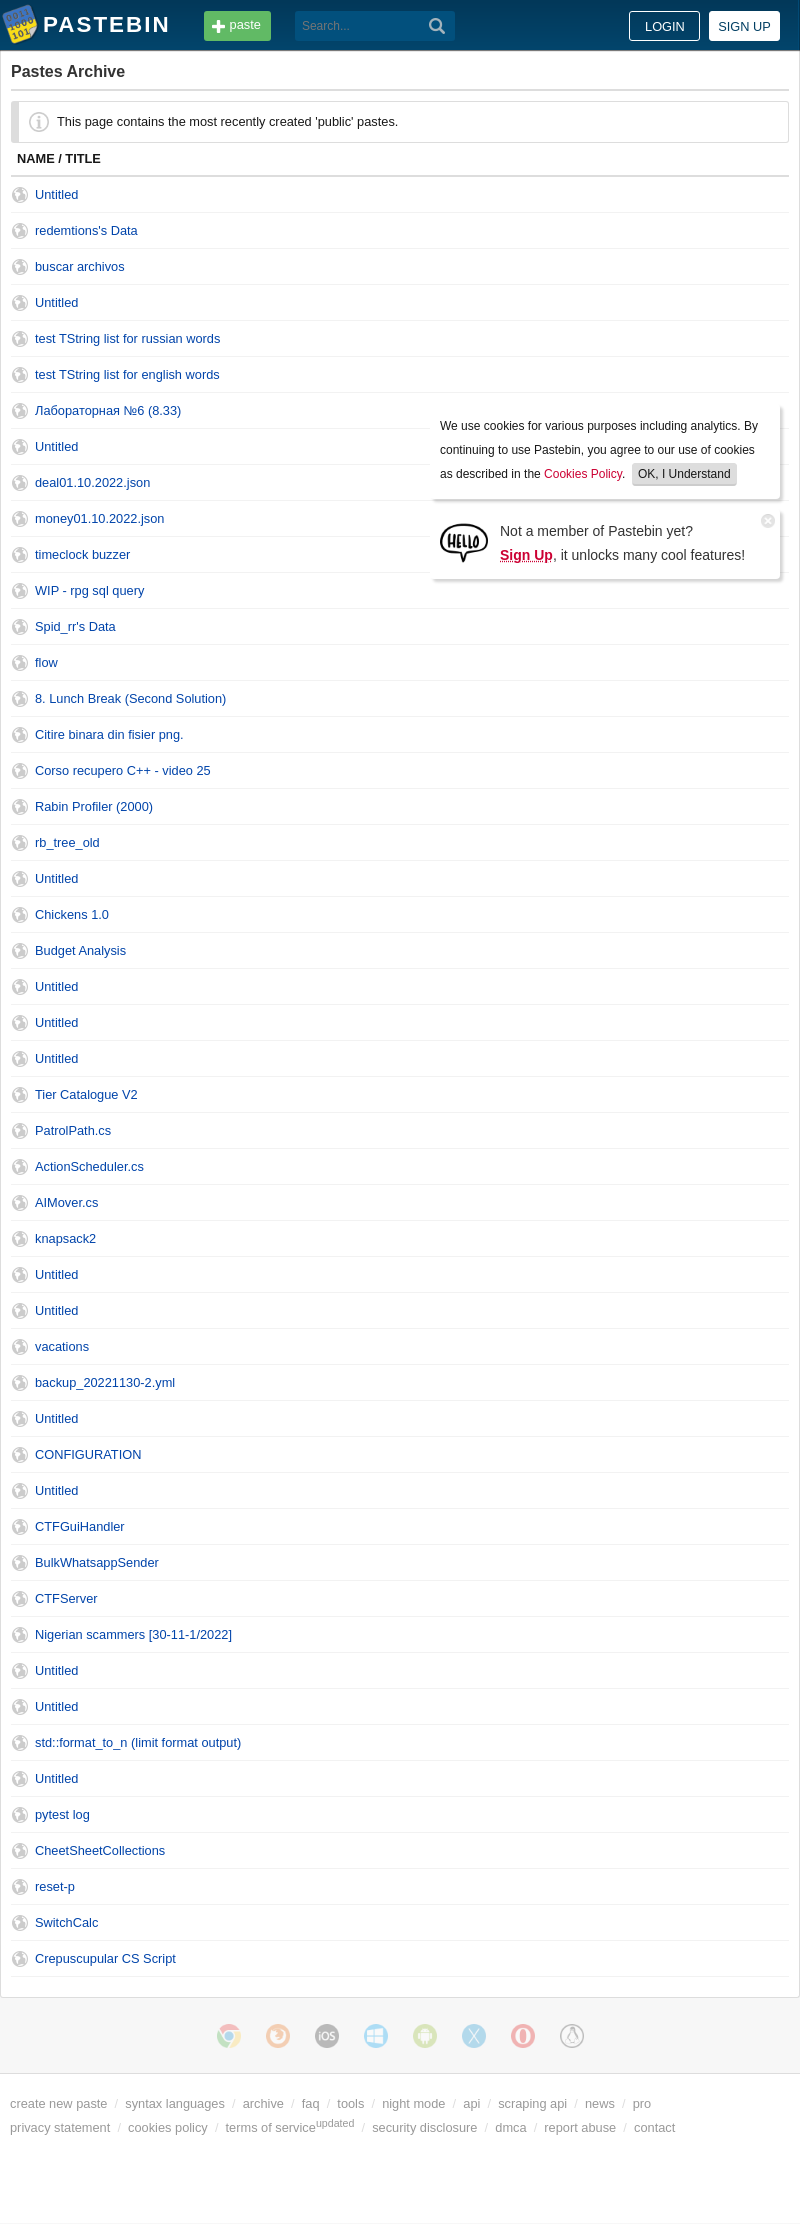 PASTEBIN
paste
Search...
LOGIN
SIGN UP
Pastes Archive
This page contains the most recently created 'public' pastes.
NAME / TITLE
Untitled
redemtions's Data
buscar archivos
Untitled
test TString list for russian words
test TString list for english words
Лабораторная №6 (8.33)
Untitled
deal01.10.2022.json
money01.10.2022.json
timeclock buzzer
WIP - rpg sql query
We use cookies for various purposes including analytics. By
continuing to use Pastebin, you agree to our use of cookies
as described in the Cookies Policy. OK, I Understand
HELLO
Not a member of Pastebin yet?
Sign Up, it unlocks many cool features!
Spid_rr's Data
flow
8. Lunch Break (Second Solution)
Citire binara din fisier png.
Corso recupero C++ - video 25
Rabin Profiler (2000)
rb_tree_old
Untitled
Chickens 1.0
Budget Analysis
Untitled
Untitled
Untitled
Tier Catalogue V2
PatrolPath.cs
ActionScheduler.cs
AIMover.cs
knapsack2
Untitled
Untitled
vacations
backup_20221130-2.yml
Untitled
CONFIGURATION
Untitled
CTFGuiHandler
BulkWhatsappSender
CTFServer
Nigerian scammers [30-11-1/2022]
Untitled
Untitled
std::format_to_n (limit format output)
Untitled
pytest log
CheetSheetCollections
reset-p
SwitchCalc
Crepuscupular CS Script
iOS
create new paste / syntax languages / archive / faq / tools / night mode / api / scraping api / news / pro
privacy statement / cookies policy / terms of serviceupdated / security disclosure / dmca / report abuse / contact